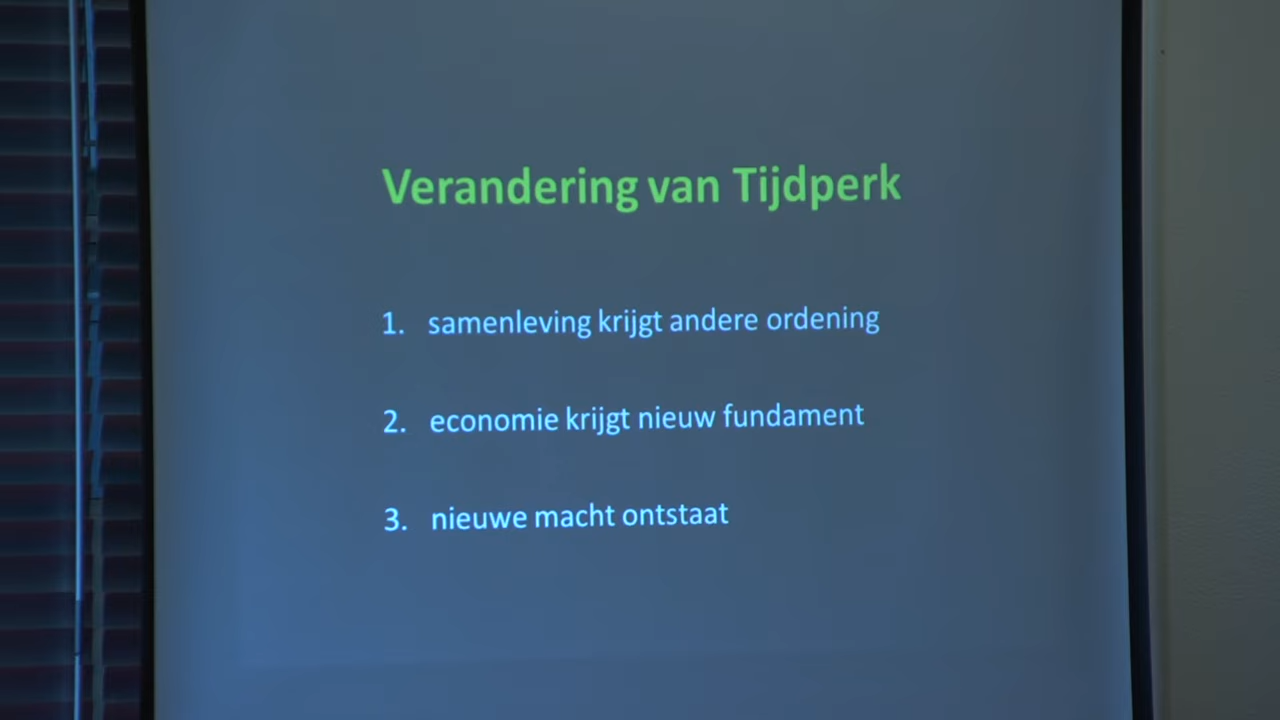 Verandering van Tijdperk
1. samenleving krijgt andere ordening
2. economie krijgt nieuw fundament
3. nieuwe macht ontstaat